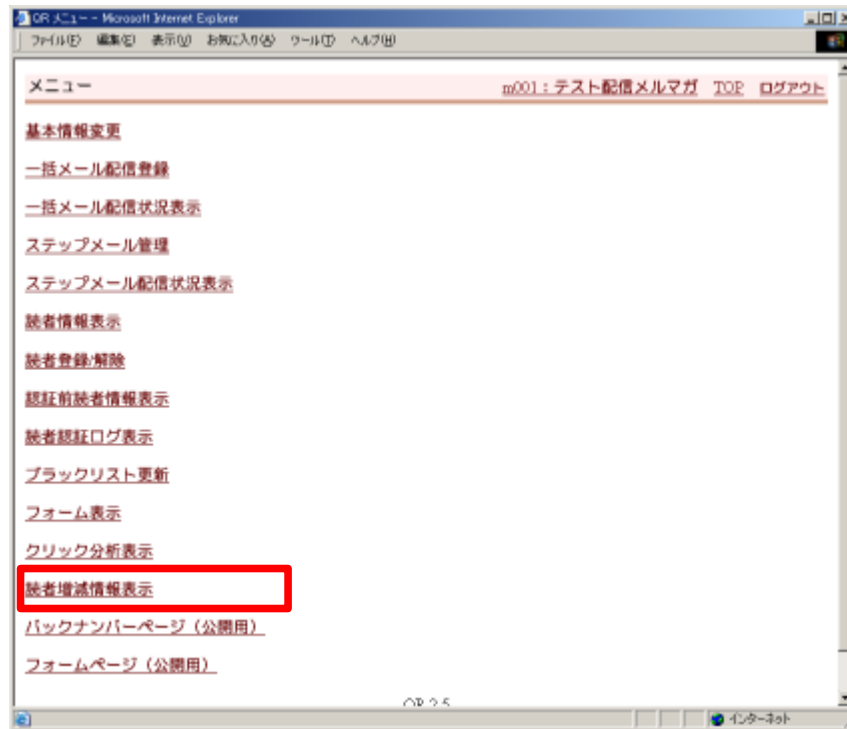 QR メニュー - Microsoft Internet Explorer
ファイル(F) 編集(E) 表示(V) お気に入り(A) ツール(T) ヘルプ(H)
メニュー m001：テスト配信メルマガ TOP ログアウト
基本情報変更
一括メール配信登録
一括メール配信状況表示
ステップメール管理
ステップメール配信状況表示
読者情報表示
読者登録/解除
認証前読者情報表示
読者認証ログ表示
ブラックリスト更新
フォーム表示
クリック分析表示
読者増減情報表示
バックナンバーページ（公開用）
フォームページ（公開用）
インターネット